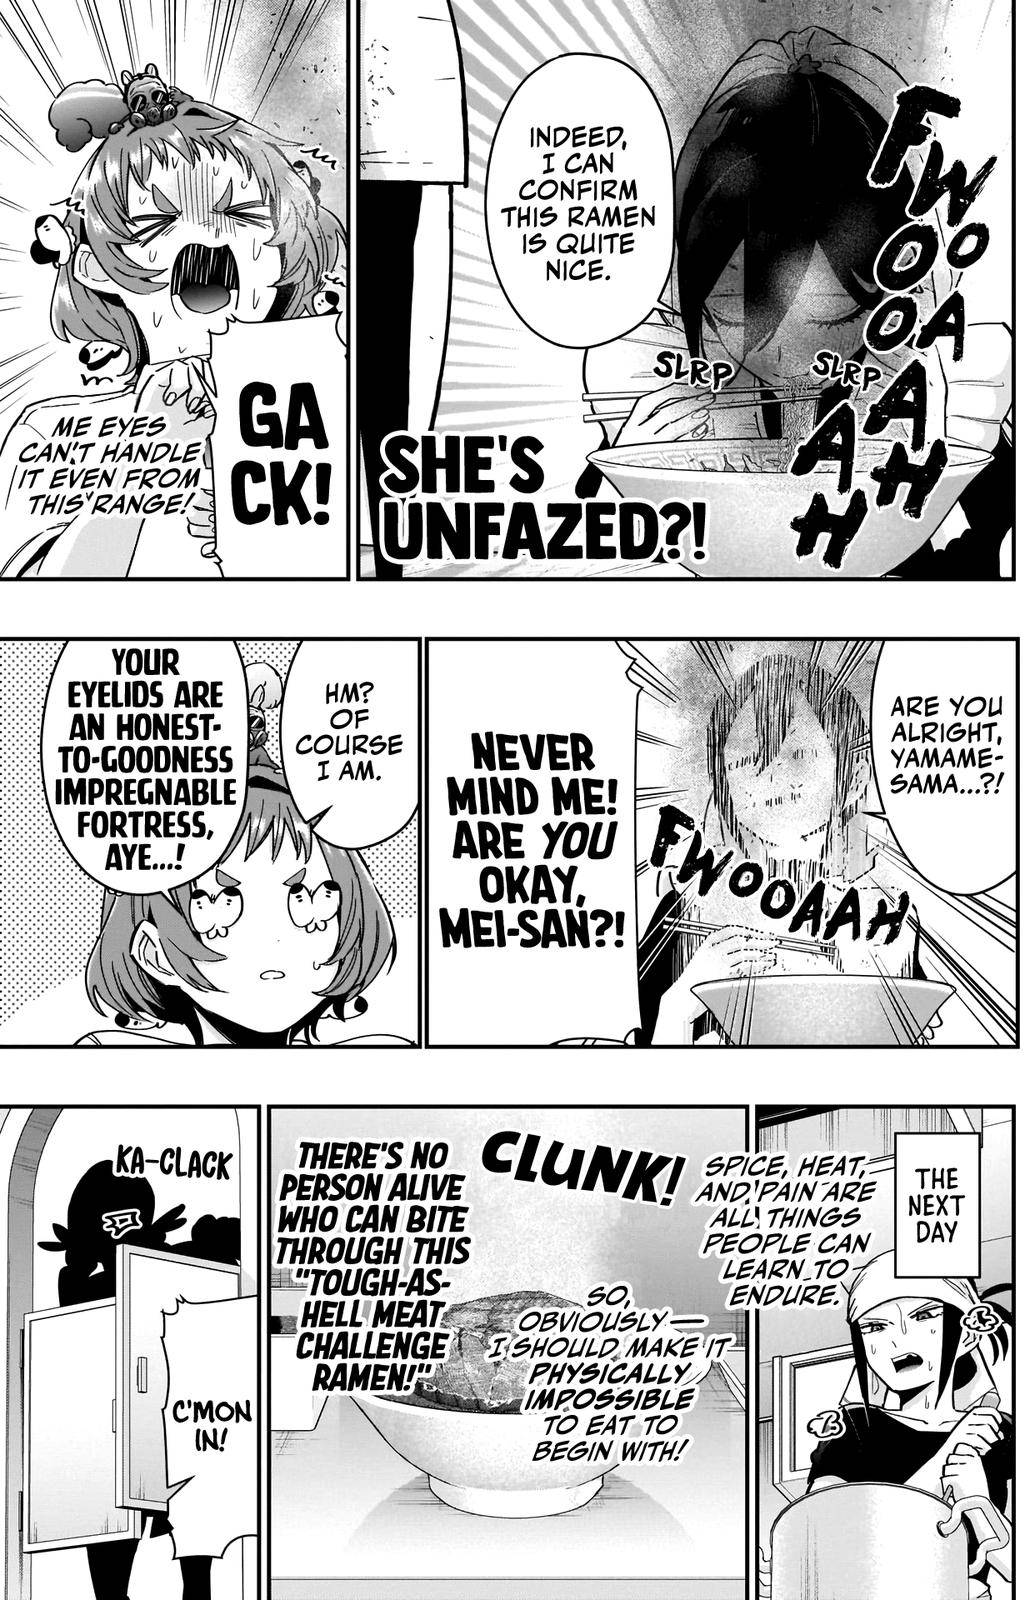 INDEED,
I CAN
CONFIRM
THIS RAMEN
IS QUITE
NICE.
FWOOOAAH
FWOOAAH
SLRP
SLRP
SHE'S
UNFAZED?!
GA
CK!
ME EYES
CAN'T HANDLE
IT EVEN FROM
THIS RANGE!
ARE YOU
ALRIGHT,
YAMAME-
SAMA...?!
FWOOAAH
NEVER
MIND ME!
ARE YOU
OKAY,
MEI-SAN?!
HM?
OF
COURSE
I AM.
YOUR
EYELIDS ARE
AN HONEST-
TO-GOODNESS
IMPREGNABLE
FORTRESS,
AYE...!
THE
NEXT
DAY
SPICE, HEAT,
AND PAIN ARE
ALL THINGS
PEOPLE CAN
LEARN TO
ENDURE.
CLUNK!
SO,
OBVIOUSLY—
I SHOULD MAKE IT
PHYSICALLY
IMPOSSIBLE
TO EAT TO
BEGIN WITH!
THERE'S NO
PERSON ALIVE
WHO CAN BITE
THROUGH THIS
"TOUGH-AS-
HELL MEAT
CHALLENGE
RAMEN!"
KA-CLACK
C'MON
IN!